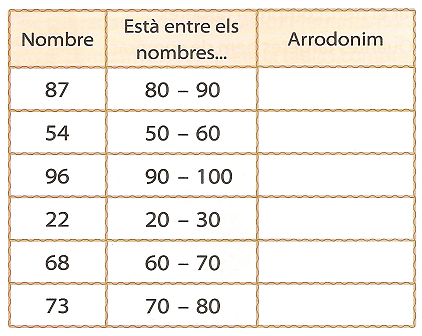 Nombre Està entre els nombres... Arrodonim
87 80 – 90
54 50 – 60
96 90 – 100
22 20 – 30
68 60 – 70
73 70 – 80